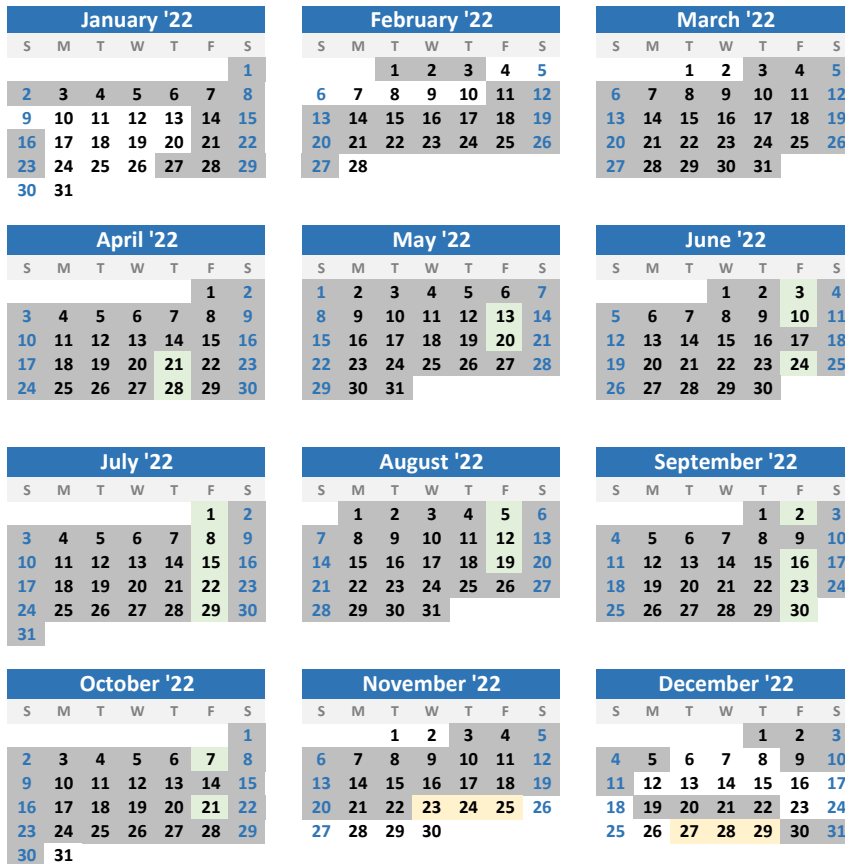 January '22 February '22 March '22
S M T W T F S S M T W T F S S M T W T F S
1 1 2 3 4 5 1 2 3 4 5
2 3 4 5 6 7 8 6 7 8 9 10 11 12 6 7 8 9 10 11 12
9 10 11 12 13 14 15 13 14 15 16 17 18 19 13 14 15 16 17 18 19
16 17 18 19 20 21 22 20 21 22 23 24 25 26 20 21 22 23 24 25 26
23 24 25 26 27 28 29 27 28 27 28 29 30 31
30 31
April '22 May '22 June '22
S M T W T F S S M T W T F S S M T W T F S
1 2 1 2 3 4 5 6 7 1 2 3 4
3 4 5 6 7 8 9 8 9 10 11 12 13 14 5 6 7 8 9 10 11
10 11 12 13 14 15 16 15 16 17 18 19 20 21 12 13 14 15 16 17 18
17 18 19 20 21 22 23 22 23 24 25 26 27 28 19 20 21 22 23 24 25
24 25 26 27 28 29 30 29 30 31 26 27 28 29 30
July '22 August '22 September '22
S M T W T F S S M T W T F S S M T W T F S
1 2 1 2 3 4 5 6 1 2 3
3 4 5 6 7 8 9 7 8 9 10 11 12 13 4 5 6 7 8 9 10
10 11 12 13 14 15 16 14 15 16 17 18 19 20 11 12 13 14 15 16 17
17 18 19 20 21 22 23 21 22 23 24 25 26 27 18 19 20 21 22 23 24
24 25 26 27 28 29 30 28 29 30 31 25 26 27 28 29 30
31
October '22 November '22 December '22
S M T W T F S S M T W T F S S M T W T F S
1 1 2 3 4 5 1 2 3
2 3 4 5 6 7 8 6 7 8 9 10 11 12 4 5 6 7 8 9 10
9 10 11 12 13 14 15 13 14 15 16 17 18 19 11 12 13 14 15 16 17
16 17 18 19 20 21 22 20 21 22 23 24 25 26 18 19 20 21 22 23 24
23 24 25 26 27 28 29 27 28 29 30 25 26 27 28 29 30 31
30 31